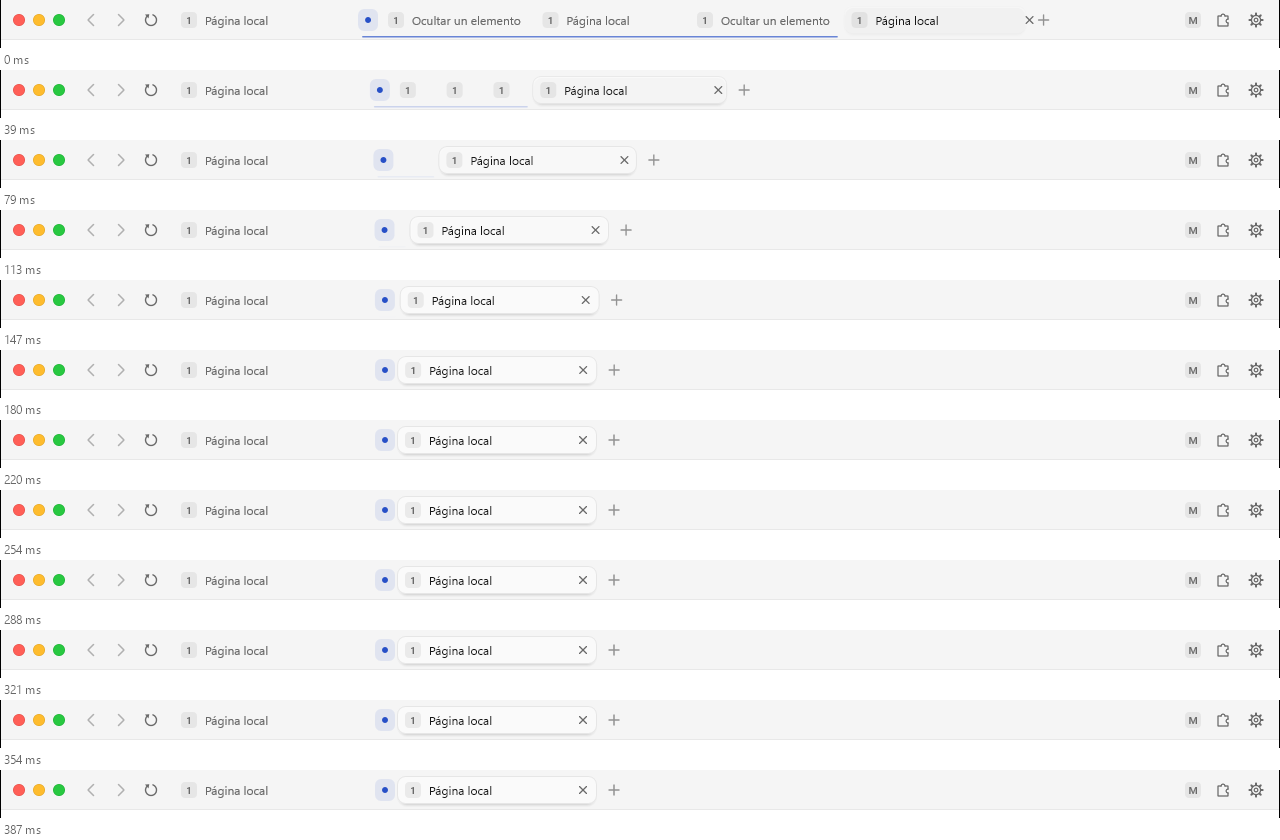 1 Página local 1 Ocultar un elemento 1 Página local 1 Ocultar un elemento 1 Página local M
0 ms
1 Página local 1 1 1 1 Página local M
39 ms
1 Página local 1 Página local M
79 ms
1 Página local 1 Página local M
113 ms
1 Página local 1 Página local M
147 ms
1 Página local 1 Página local M
180 ms
1 Página local 1 Página local M
220 ms
1 Página local 1 Página local M
254 ms
1 Página local 1 Página local M
288 ms
1 Página local 1 Página local M
321 ms
1 Página local 1 Página local M
354 ms
1 Página local 1 Página local M
387 ms